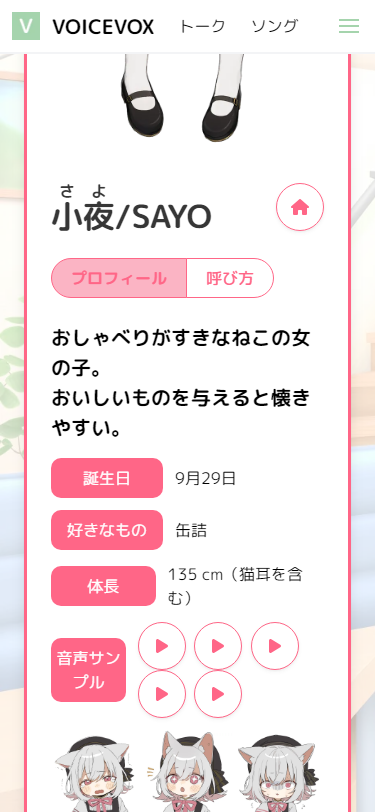 V VOICEVOX トーク ソング
さ よ
小夜/SAYO
プロフィール 呼び方
おしゃべりがすきなねこの女
の子。
おいしいものを与えると懐き
やすい。
誕生日 9月29日
好きなもの 缶詰
体長 135 cm（猫耳を含
む）
音声サン
プル